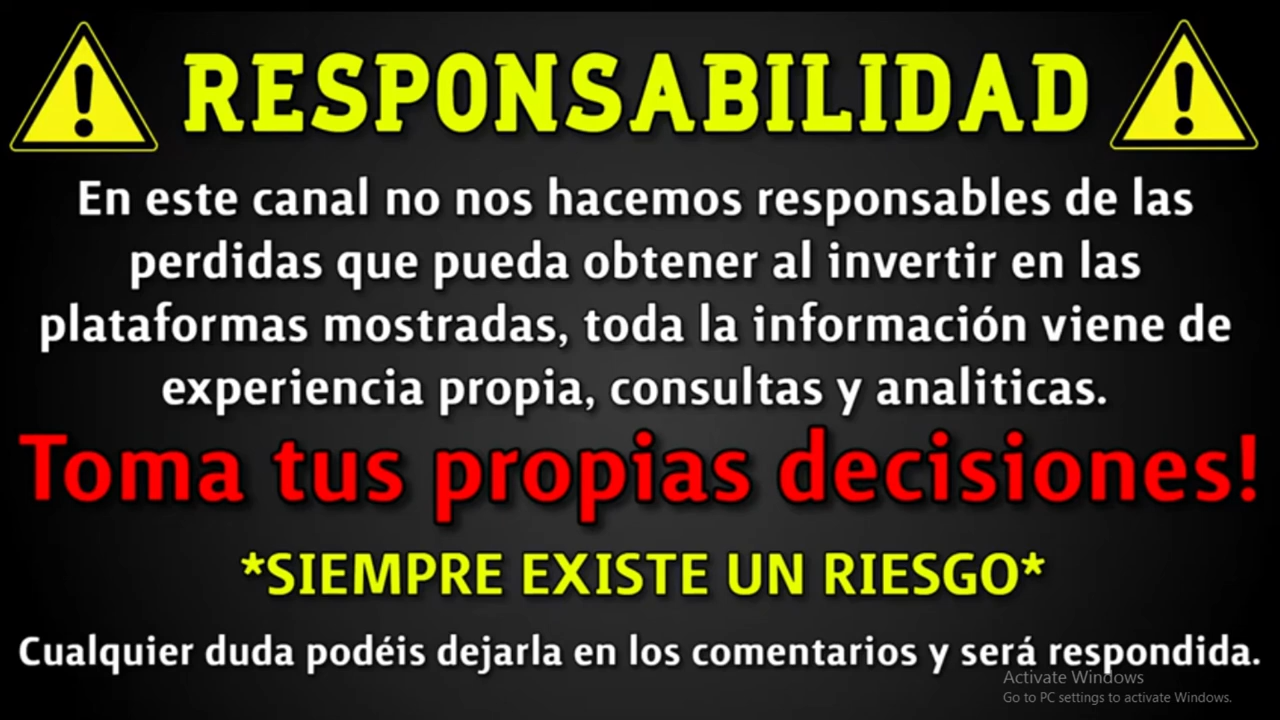 RESPONSABILIDAD
En este canal no nos hacemos responsables de las
perdidas que pueda obtener al invertir en las
plataformas mostradas, toda la información viene de
experiencia propia, consultas y analiticas.
Toma tus propias decisiones!
*SIEMPRE EXISTE UN RIESGO*
Cualquier duda podéis dejarla en los comentarios y será respondida.
Activate Windows
Go to PC settings to activate Windows.